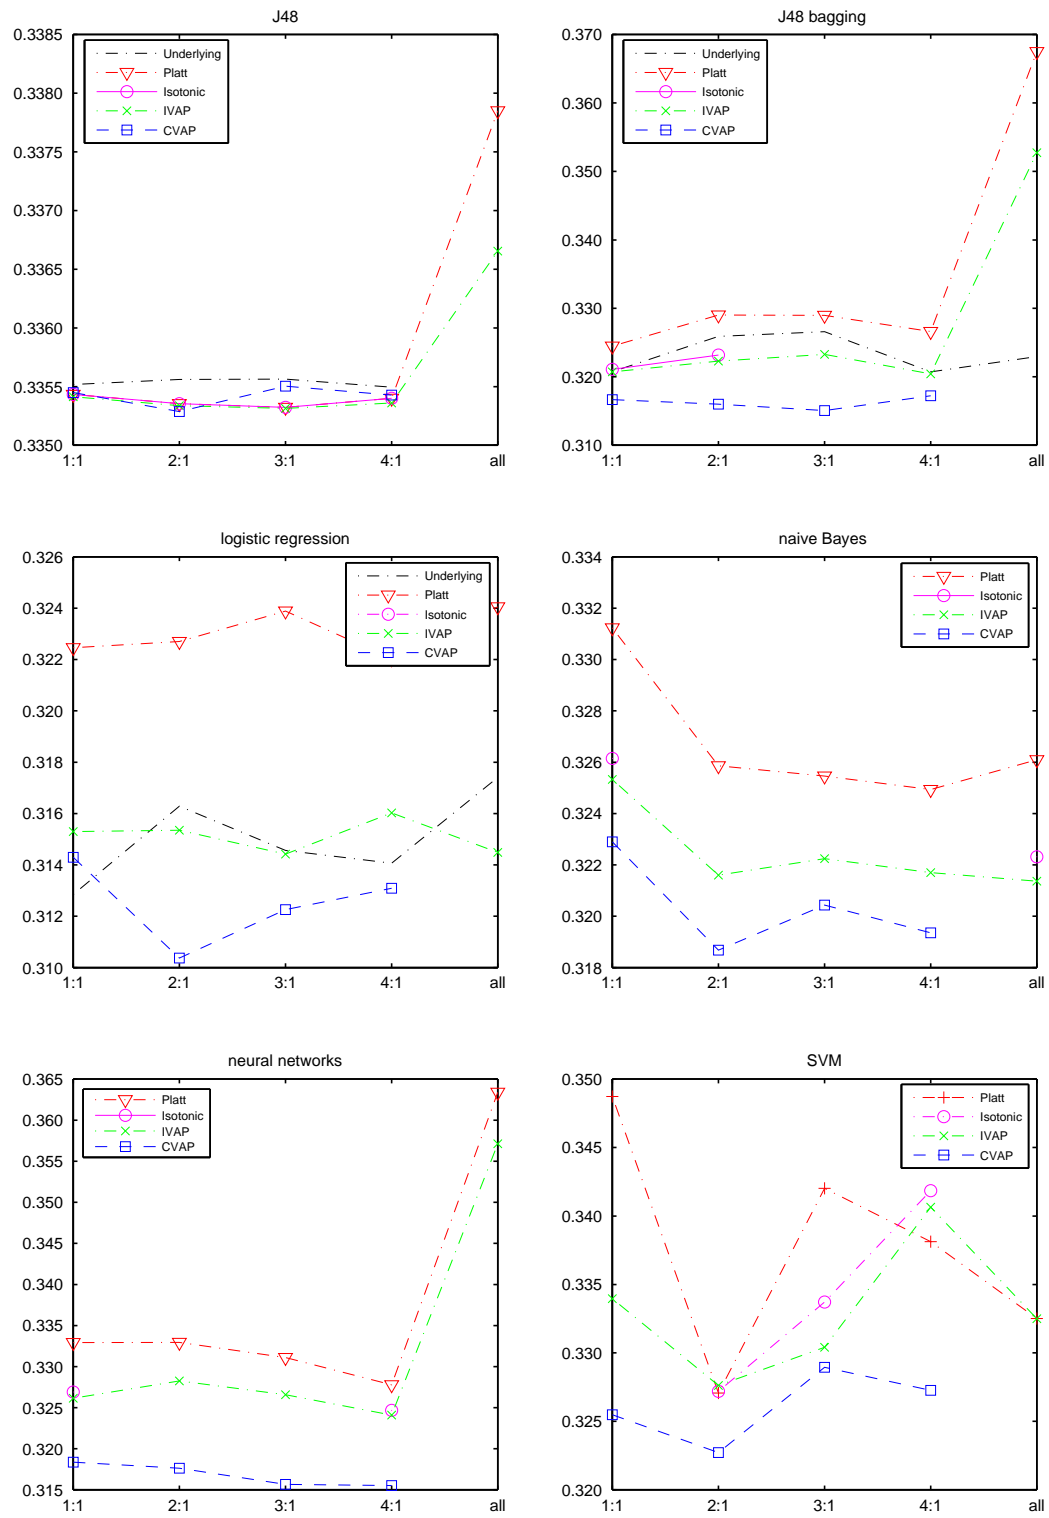 J48
0.3385
0.3380
0.3375
0.3370
0.3365
0.3360
0.3355
0.3350
Underlying
Platt
Isotonic
IVAP
CVAP
1:1 2:1 3:1 4:1 all
J48 bagging
0.370
0.360
0.350
0.340
0.330
0.320
0.310
Underlying
Platt
Isotonic
IVAP
CVAP
1:1 2:1 3:1 4:1 all
logistic regression
0.326
0.324
0.322
0.320
0.318
0.316
0.314
0.312
0.310
Underlying
Platt
Isotonic
IVAP
CVAP
1:1 2:1 3:1 4:1 all
naive Bayes
0.334
0.332
0.330
0.328
0.326
0.324
0.322
0.320
0.318
Platt
Isotonic
IVAP
CVAP
1:1 2:1 3:1 4:1 all
neural networks
0.365
0.360
0.355
0.350
0.345
0.340
0.335
0.330
0.325
0.320
0.315
Platt
Isotonic
IVAP
CVAP
1:1 2:1 3:1 4:1 all
SVM
0.350
0.345
0.340
0.335
0.330
0.325
0.320
Platt
Isotonic
IVAP
CVAP
1:1 2:1 3:1 4:1 all